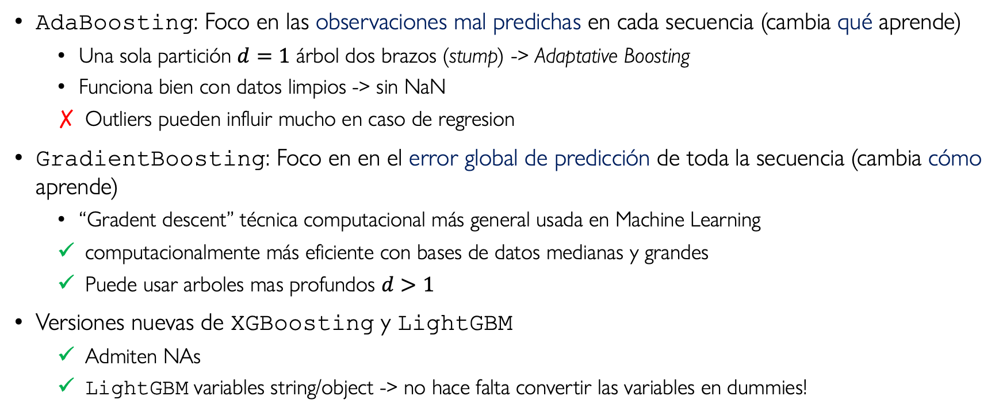 • AdaBoosting: Foco en las observaciones mal predichas en cada secuencia (cambia qué aprende)
• Una sola partición d = 1 árbol dos brazos (stump) -> Adaptative Boosting
• Funciona bien con datos limpios -> sin NaN
✗ Outliers pueden influir mucho en caso de regresion
• GradientBoosting: Foco en en el error global de predicción de toda la secuencia (cambia cómo
aprende)
• “Gradent descent” técnica computacional más general usada en Machine Learning
✓ computacionalmente más eficiente con bases de datos medianas y grandes
✓ Puede usar arboles mas profundos d > 1
• Versiones nuevas de XGBoosting y LightGBM
✓ Admiten NAs
✓ LightGBM variables string/object -> no hace falta convertir las variables en dummies!